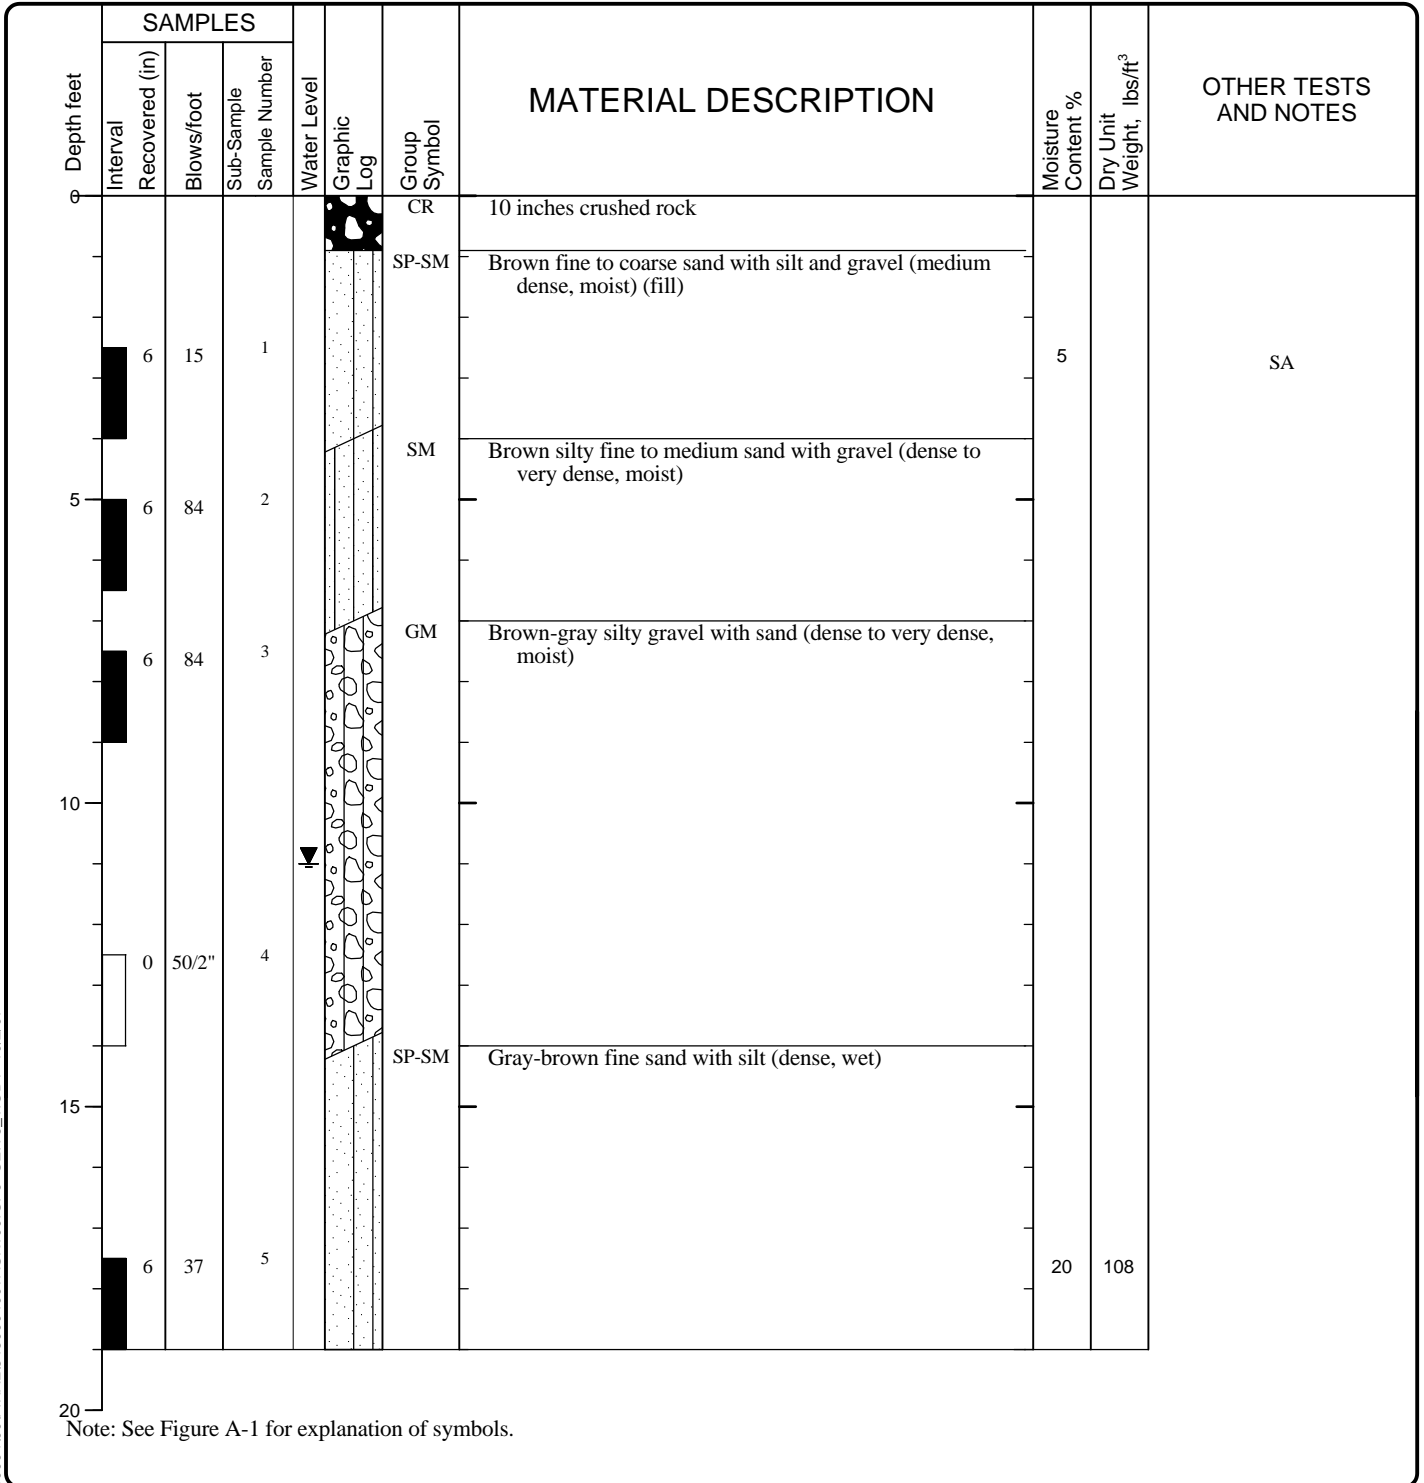 SAMPLES
Depth feet
Interval
Recovered (in)
Blows/foot
Sub-Sample
Sample Number
Water Level
Graphic
Log
Group
Symbol
MATERIAL DESCRIPTION
Moisture
Content %
Dry Unit
Weight, lbs/ft³
OTHER TESTS
AND NOTES
0
CR 10 inches crushed rock
SP-SM Brown fine to coarse sand with silt and gravel (medium
dense, moist) (fill)
6 15 1 5 SA
SM Brown silty fine to medium sand with gravel (dense to
very dense, moist)
5 6 84 2
GM Brown-gray silty gravel with sand (dense to very dense,
moist)
6 84 3
10
0 50/2" 4
SP-SM Gray-brown fine sand with silt (dense, wet)
15
6 37 5 20 108
20
Note: See Figure A-1 for explanation of symbols.